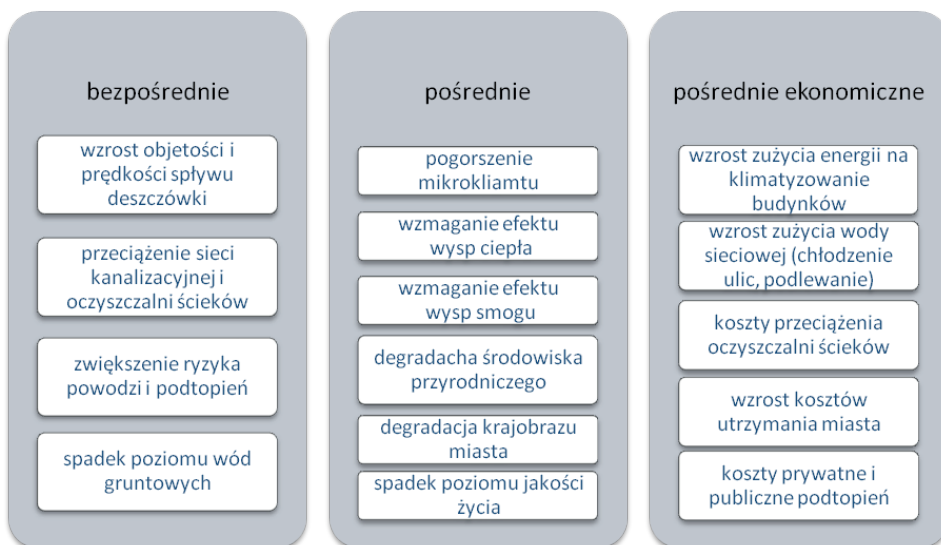 bezpośrednie
wzrost objetości i
prędkości spływu
deszczówki
przeciążenie sieci
kanalizacyjnej i
oczyszczalni ścieków
zwiększenie ryzyka
powodzi i podtopień
spadek poziomu wód
gruntowych
pośrednie
pogorszenie
mikrokliamtu
wzmaganie efektu
wysp ciepła
wzmaganie efektu
wysp smogu
degradacha środowiska
przyrodniczego
degradacja krajobrazu
miasta
spadek poziomu jakości
życia
pośrednie ekonomiczne
wzrost zużycia energii na
klimatyzowanie
budynków
wzrost zużycia wody
sieciowej (chłodzenie
ulic, podlewanie)
koszty przeciążenia
oczyszczalni ścieków
wzrost kosztów
utrzymania miasta
koszty prywatne i
publiczne podtopień